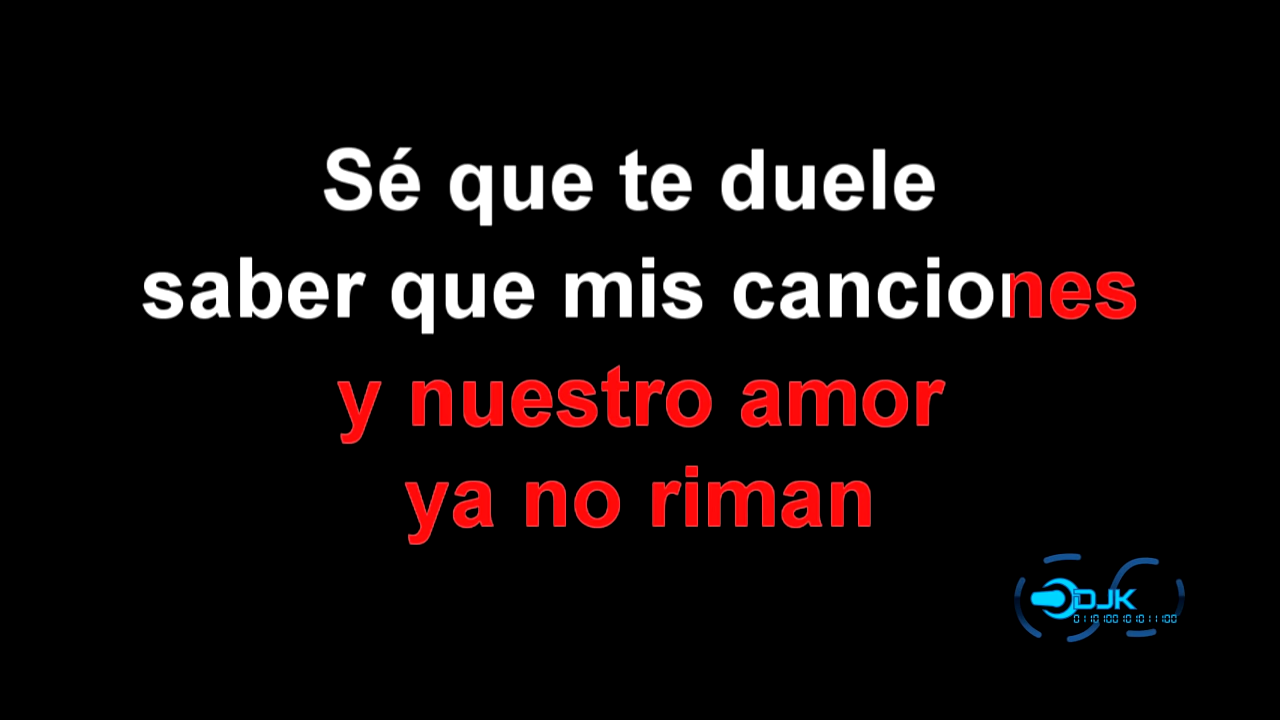 Sé que te duele
saber que mis canciones
y nuestro amor
ya no riman
DJK